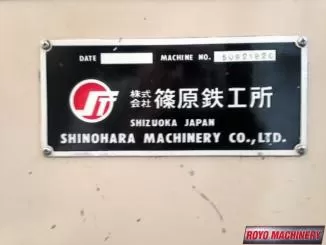 DATE MACHINE NO.
株式会社 篠原鉄工所
SHIZUOKA JAPAN
SHINOHARA MACHINERY CO.,LTD.
ROYO MACHINERY